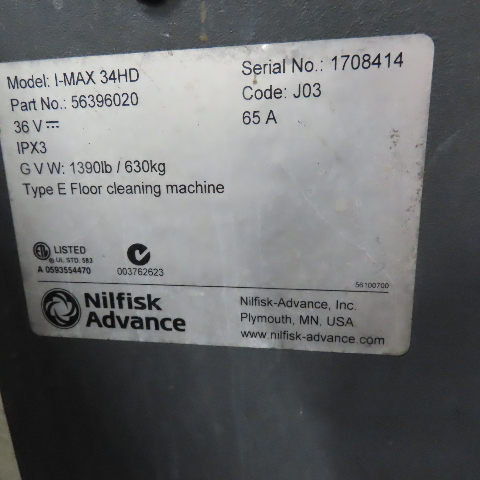 Model: I-MAX 34HD
Part No.: 56396020
36 V
IPX3
G V W: 1390lb / 630kg
Type E Floor cleaning machine
Serial No.: 1708414
Code: J03
65 A
ETL LISTED
UL STD. 583
A 0593554470
003762623
56100700
Nilfisk
Advance
Nilfisk-Advance, Inc.
Plymouth, MN, USA
www.nilfisk-advance.com